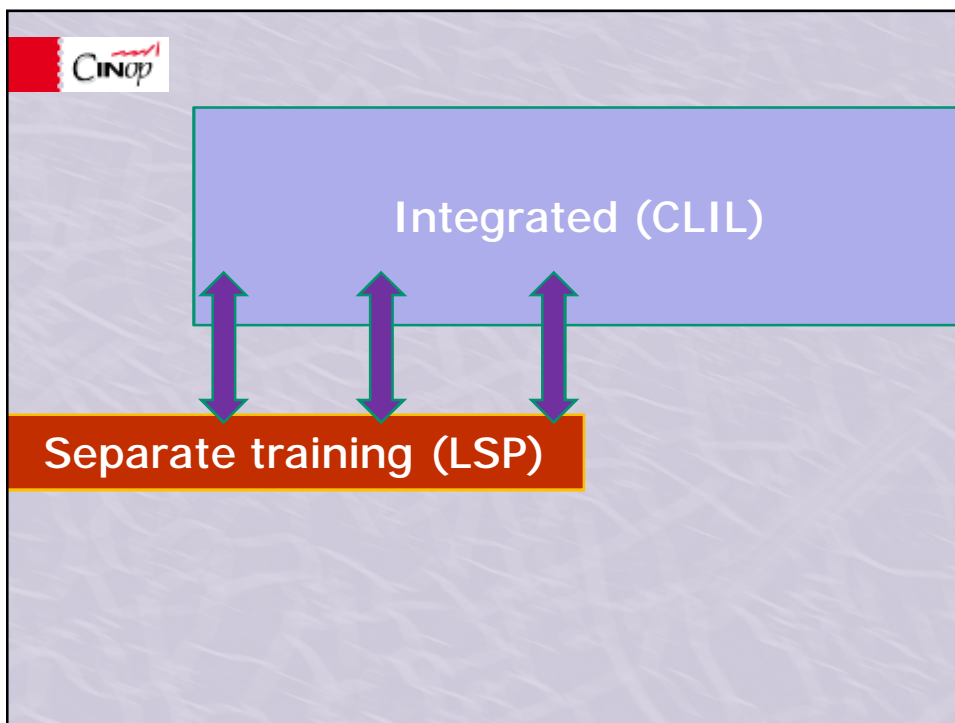 CINOP
Integrated (CLIL)
Separate training (LSP)